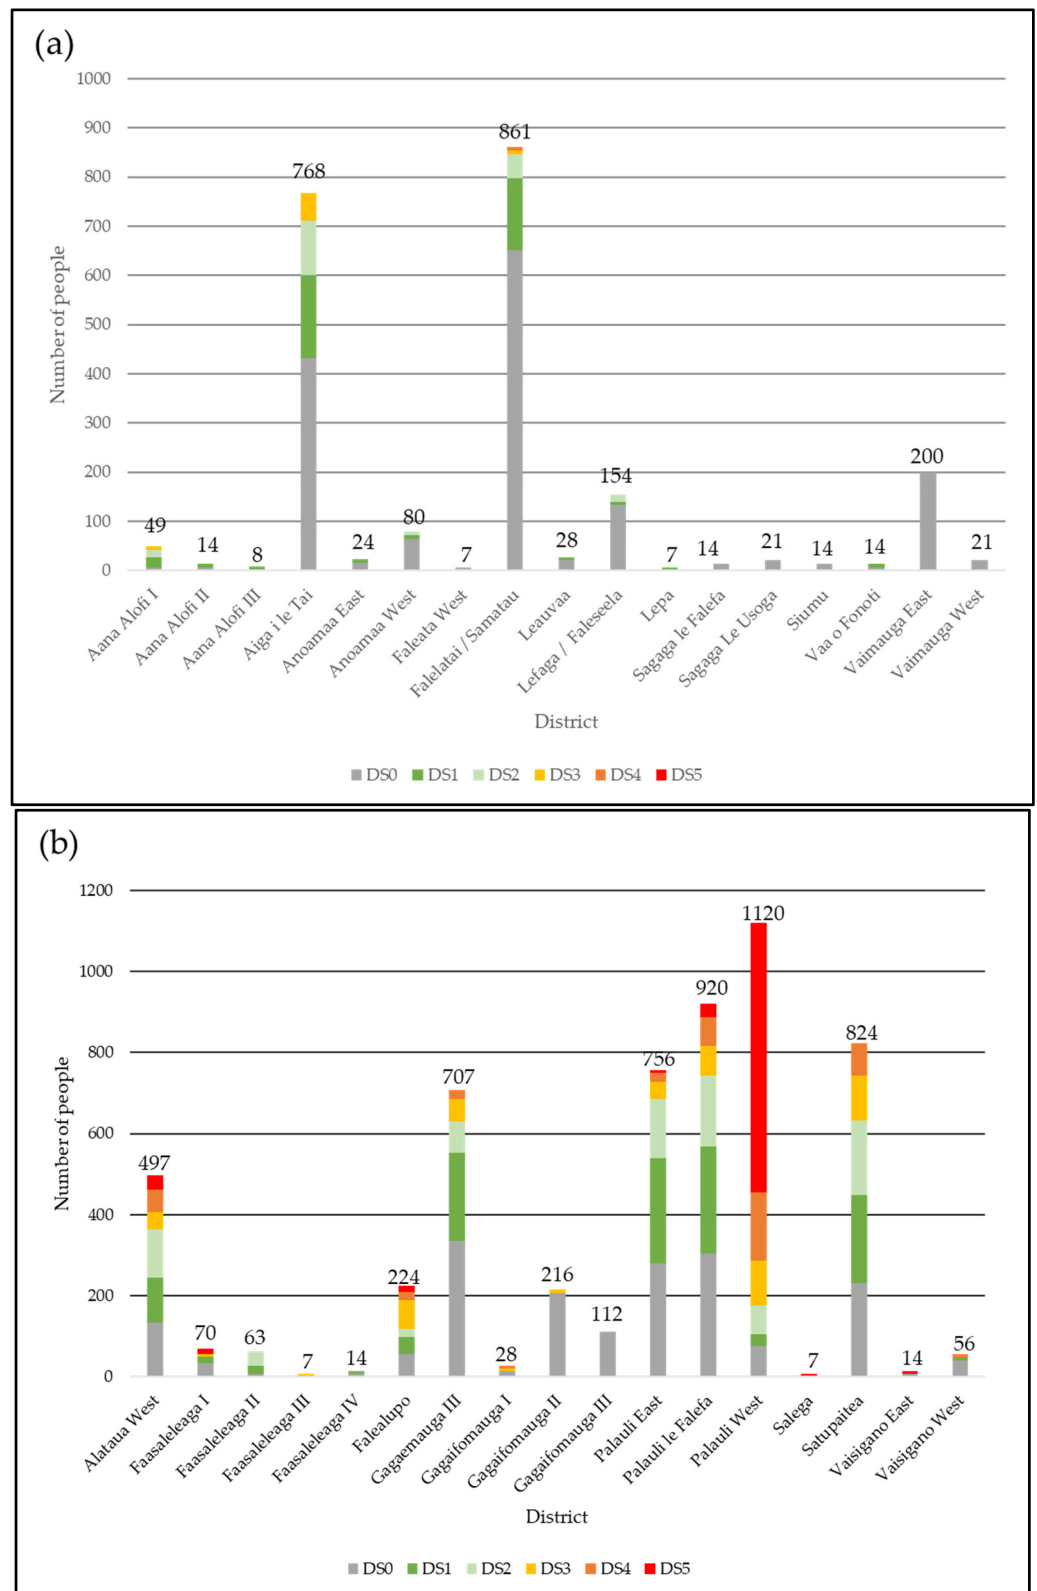 (a)
1000
900
800
700
600
500
400
300
200
100
0
Number of people
49
14
8
768
24
80
7
861
28
154
7
14
21
14
14
200
21
Aana Alofi I
Aana Alofi II
Aana Alofi III
Aiga i le Tai
Anoamaa East
Anoamaa West
Faleata West
Falelatai / Samatau
Leauvaa
Lefaga / Faleseela
Lepa
Sagaga le Falefa
Sagaga Le Usoga
Siumu
Vaa o Fonoti
Vaimauga East
Vaimauga West
District
DS0 DS1 DS2 DS3 DS4 DS5
(b)
1200
1000
800
600
400
200
0
Number of people
497
70
63
7
14
224
707
28
216
112
756
920
1120
7
824
14
56
Alataua West
Faasaleleaga I
Faasaleleaga II
Faasaleleaga III
Faasaleleaga IV
Falealupo
Gagaemauga III
Gagaifomauga I
Gagaifomauga II
Gagaifomauga III
Palauli East
Palauli le Falefa
Palauli West
Salega
Satupaitea
Vaisigano East
Vaisigano West
District
DS0 DS1 DS2 DS3 DS4 DS5